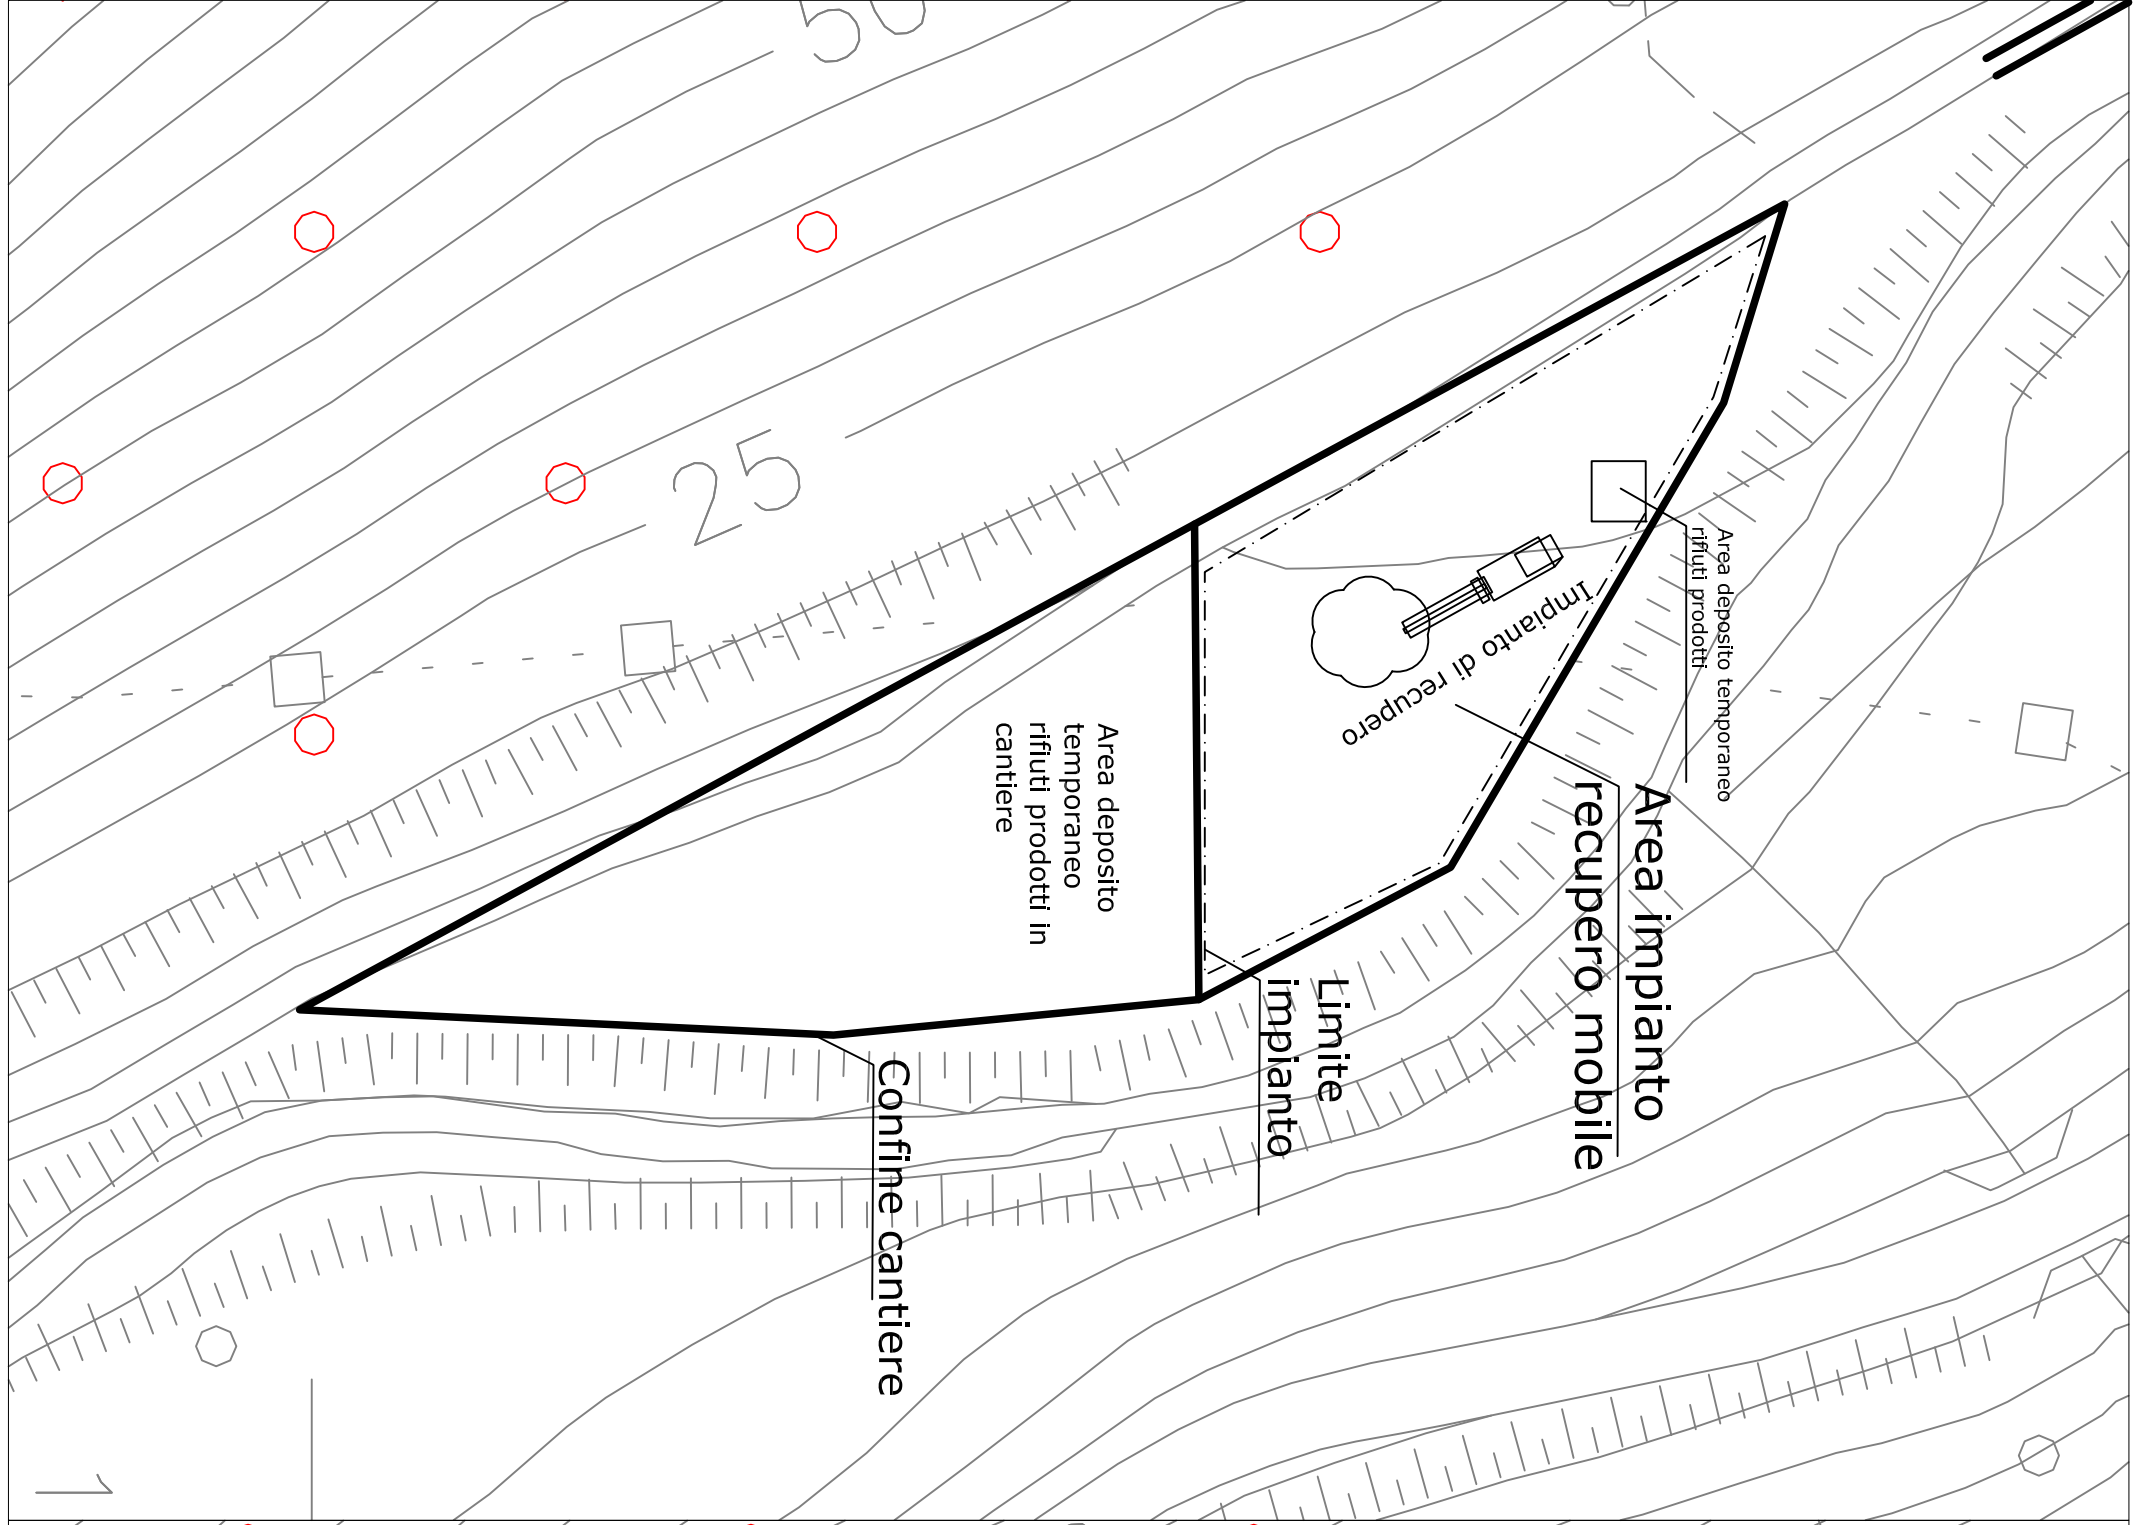 50
25
Area deposito temporaneo
rifiuti prodotti
Impianto di recupero
Area deposito
temporaneo
rifiuti prodotti in
cantiere
Area impianto
recupero mobile
Limite
impianto
Confine cantiere
1